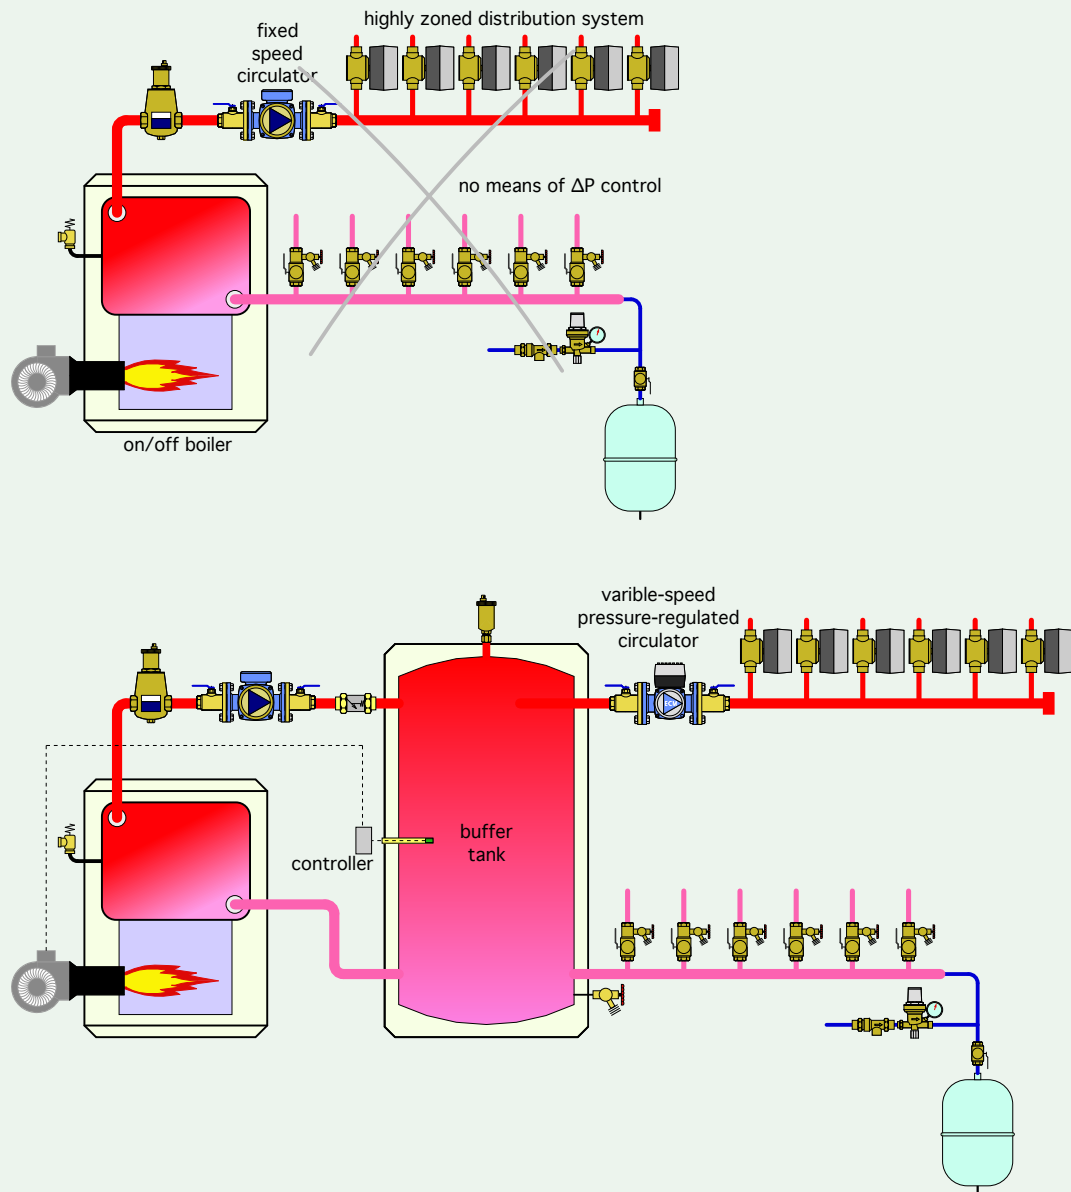 highly zoned distribution system
fixed
speed
circulator
no means of ∆P control
on/off boiler
varible-speed
pressure-regulated
circulator
ECM
buffer
tank
controller